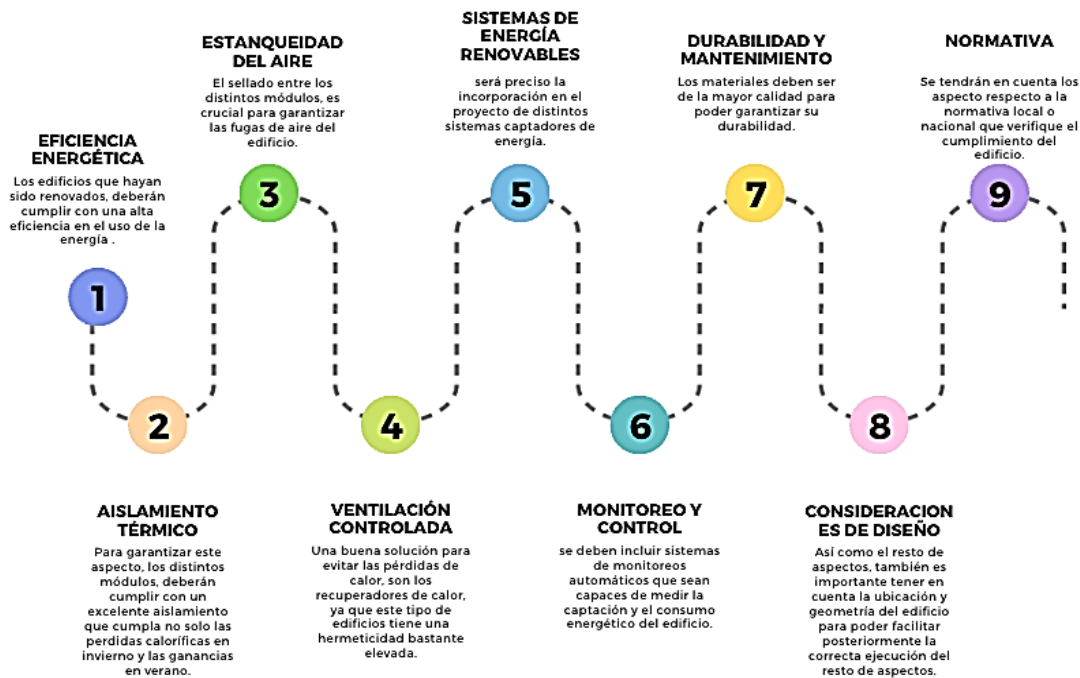 EFICIENCIA
ENERGÉTICA
Los edificios que hayan
sido renovados, deberán
cumplir con una alta
eficiencia en el uso de la
energía .
1
2
AISLAMIENTO
TÉRMICO
Para garantizar este
aspecto, los distintos
módulos, deberán
cumplir con un
excelente aislamiento
que cumpla no solo las
perdidas caloríficas en
invierno y las ganancias
en verano.
ESTANQUEIDAD
DEL AIRE
El sellado entre los
distintos módulos, es
crucial para garantizar
las fugas de aire del
edificio.
3
4
VENTILACIÓN
CONTROLADA
Una buena solución para
evitar las pérdidas de
calor, son los
recuperadores de calor,
ya que este tipo de
edificios tiene una
hermeticidad bastante
elevada.
SISTEMAS DE
ENERGÍA
RENOVABLES
será preciso la
incorporación en el
proyecto de distintos
sistemas captadores de
energía.
5
6
MONITOREO Y
CONTROL
se deben incluir sistemas
de monitoreos
automáticos que sean
capaces de medir la
captación y el consumo
energético del edificio.
DURABILIDAD Y
MANTENIMIENTO
Los materiales deben ser
de la mayor calidad para
poder garantizar su
durabilidad.
7
8
CONSIDERACION
ES DE DISEÑO
Así como el resto de
aspectos, también es
importante tener en
cuenta la ubicación y
geometría del edificio
para poder facilitar
posteriormente la
correcta ejecución del
resto de aspectos.
NORMATIVA
Se tendrán en cuenta los
aspecto respecto a la
normativa local o
nacional que verifique el
cumplimiento del
edificio.
9